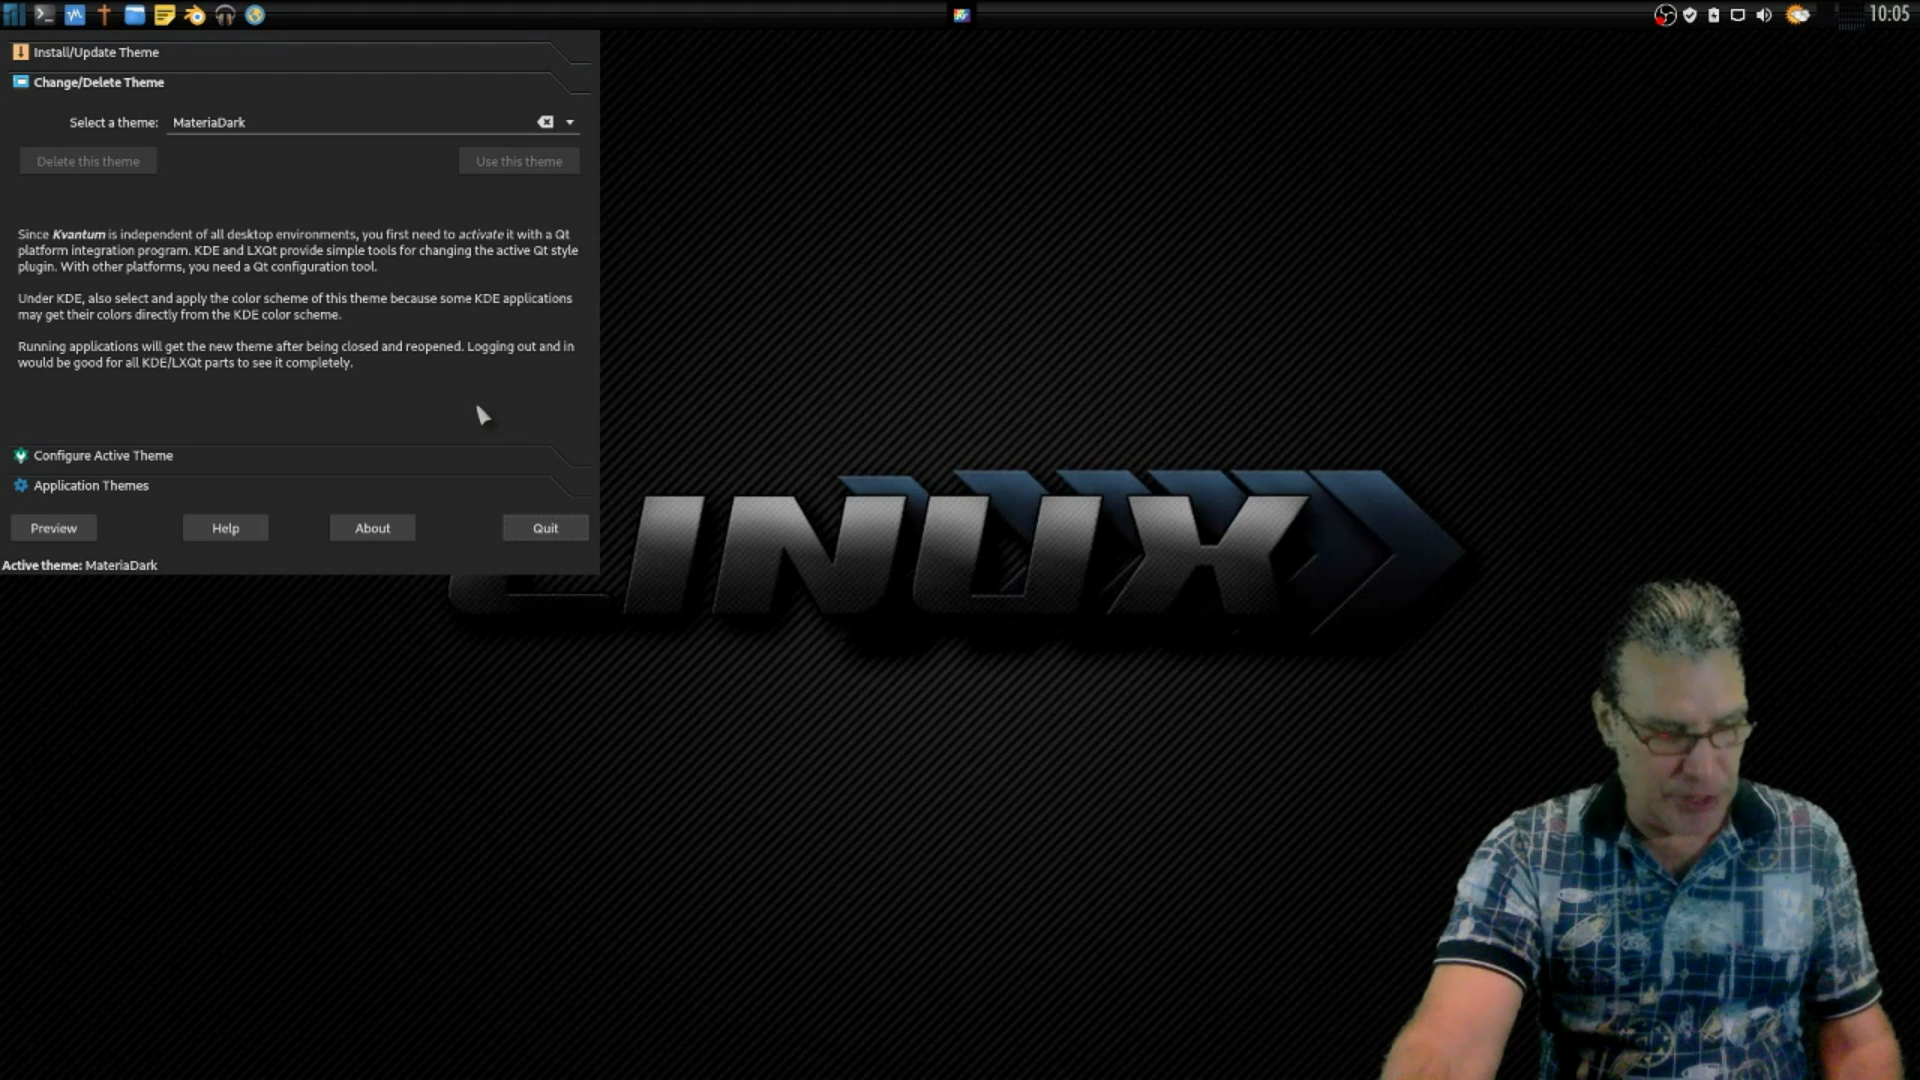 10:05
Install/Update Theme
Change/Delete Theme
Select a theme: MateriaDark
Delete this theme
Use this theme
Since Kvantum is independent of all desktop environments, you first need to activate it with a Qt
platform integration program. KDE and LXQt provide simple tools for changing the active Qt style
plugin. With other platforms, you need a Qt configuration tool.
Under KDE, also select and apply the color scheme of this theme because some KDE applications
may get their colors directly from the KDE color scheme.
Running applications will get the new theme after being closed and reopened. Logging out and in
would be good for all KDE/LXQt parts to see it completely.
Configure Active Theme
Application Themes
Preview
Help
About
Quit
Active theme: MateriaDark
LINUX